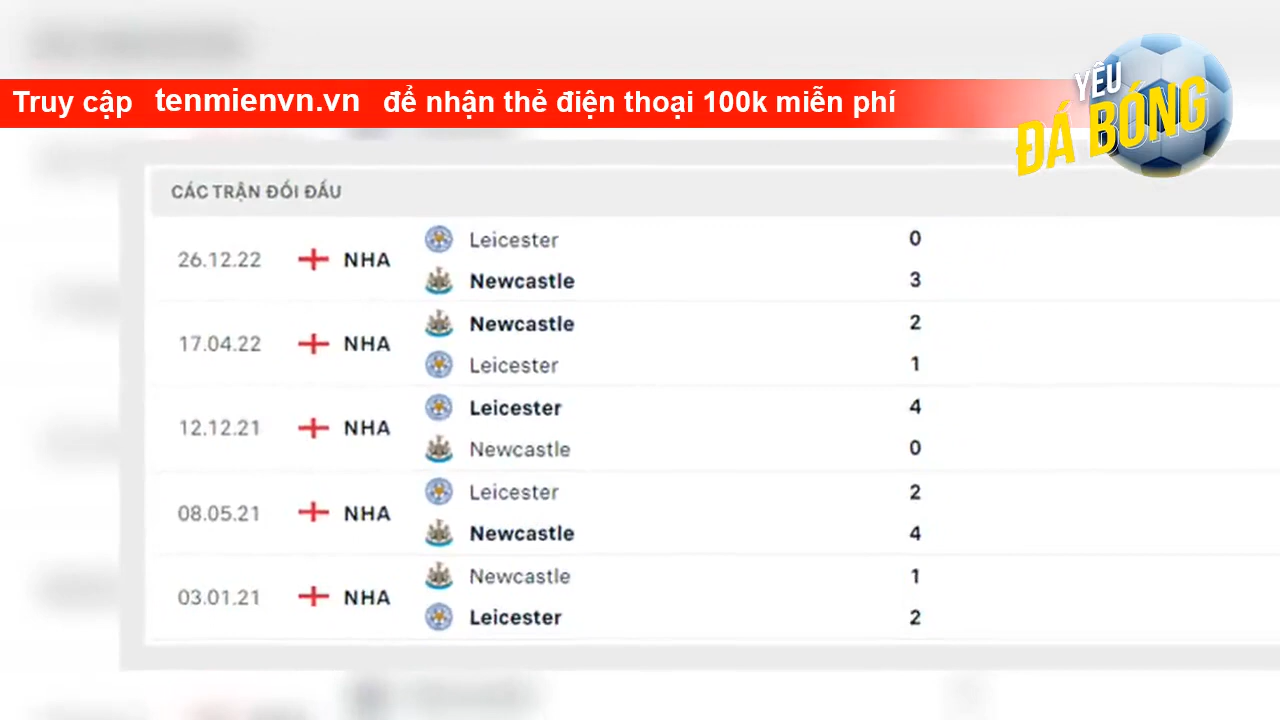 Truy cập tenmienvn.vn để nhận thẻ điện thoại 100k miễn phí
YÊU
ĐÁ BÓNG
CÁC TRẬN ĐỐI ĐẦU
26.12.22 NHA Leicester 0
Newcastle 3
17.04.22 NHA Newcastle 2
Leicester 1
12.12.21 NHA Leicester 4
Newcastle 0
08.05.21 NHA Leicester 2
Newcastle 4
03.01.21 NHA Newcastle 1
Leicester 2